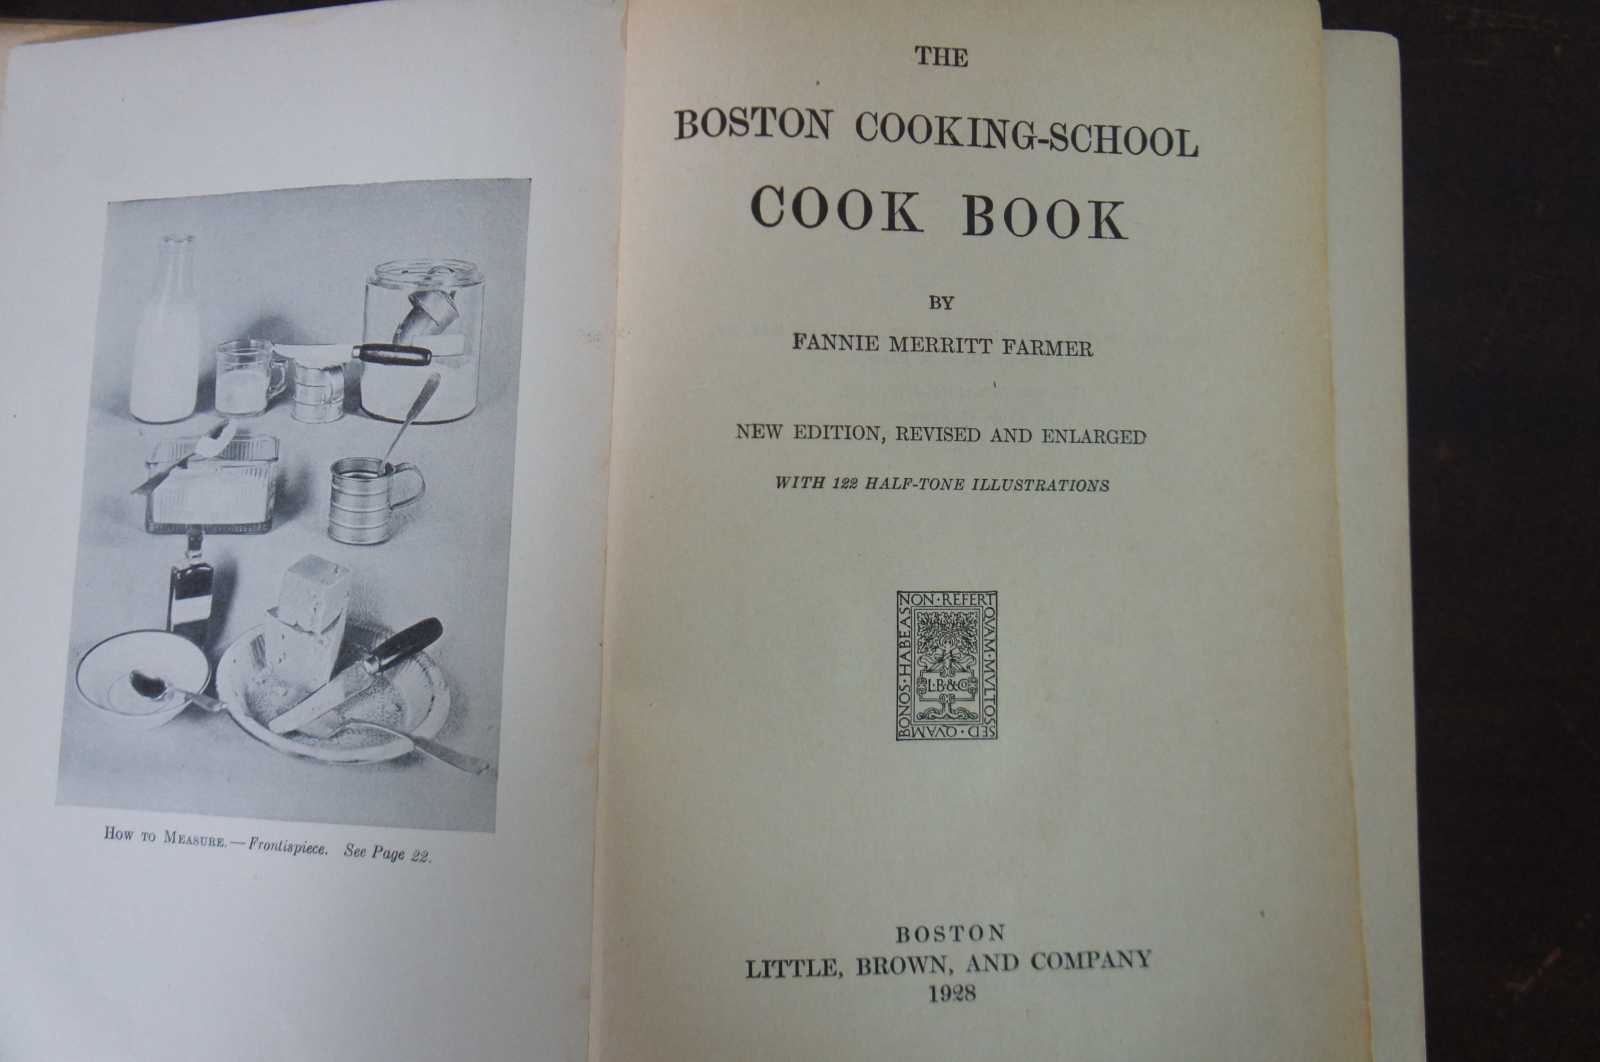 How to Measure.—Frontispiece. See Page 22.
THE
BOSTON COOKING-SCHOOL
COOK BOOK
BY
FANNIE MERRITT FARMER
NEW EDITION, REVISED AND ENLARGED
WITH 122 HALF-TONE ILLUSTRATIONS
NON·REFERT
QVAM·MVLTOS
SED·QVAM
BONOS·HABEAS
L·B·&·Co
BOSTON
LITTLE, BROWN, AND COMPANY
1928